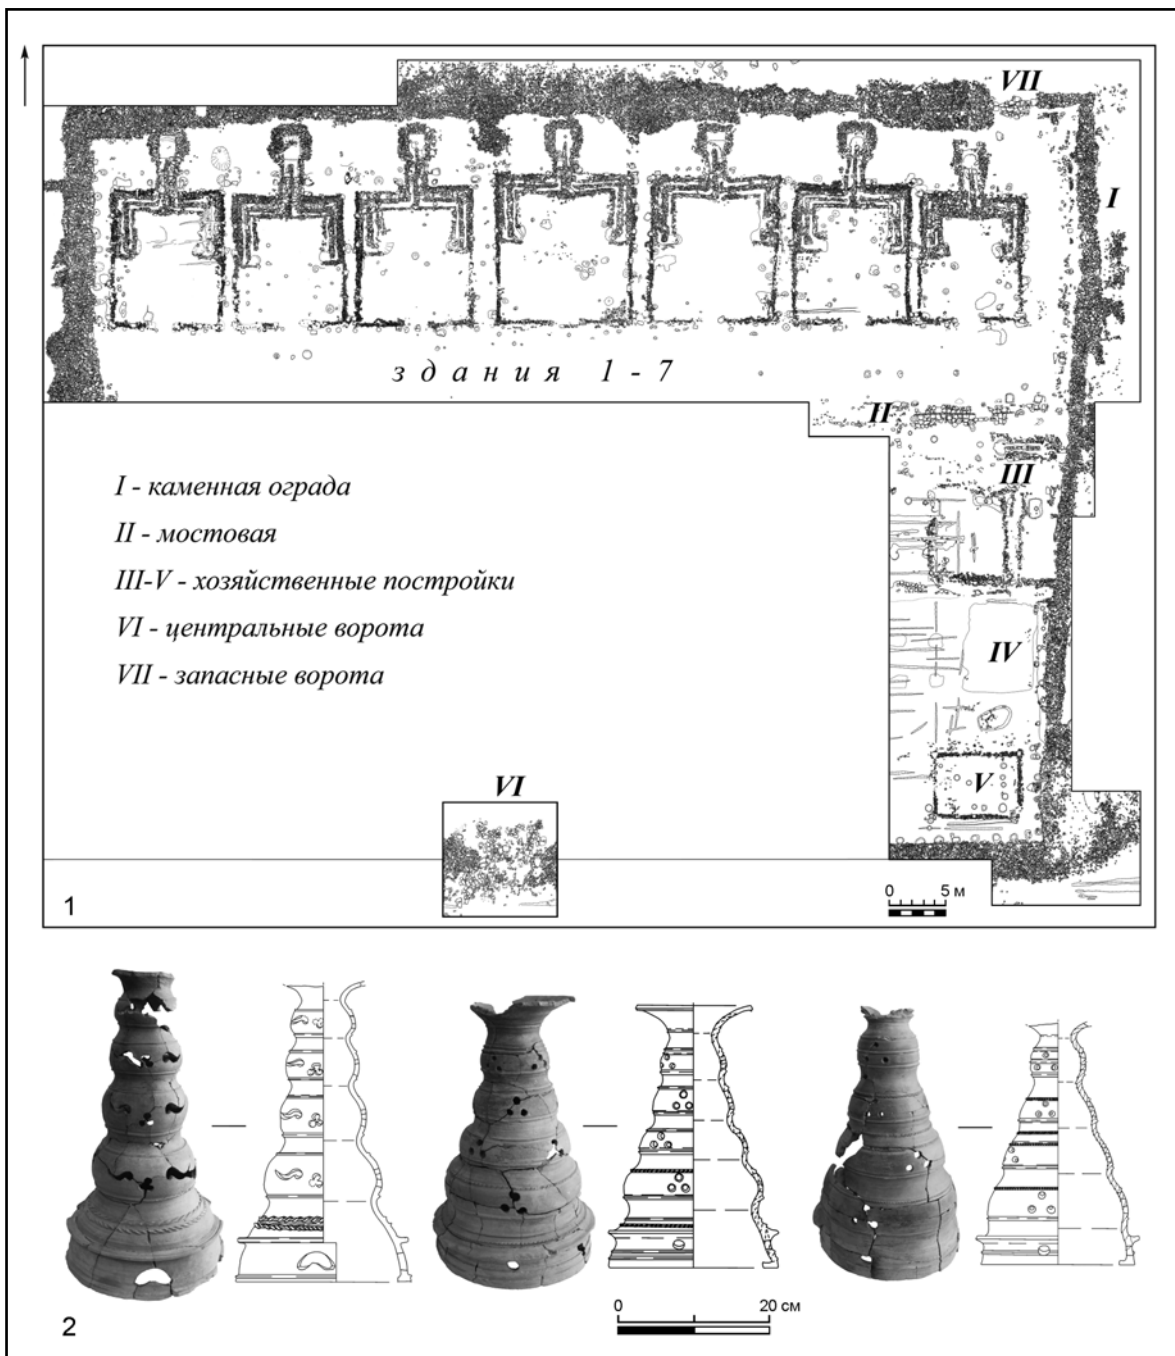 VII
I
здания 1-7
II
III
I - каменная ограда
II - мостовая
III-V - хозяйственные постройки
VI - центральные ворота
VII - запасные ворота
IV
V
VI
0 5 м
1
0 20 см
2